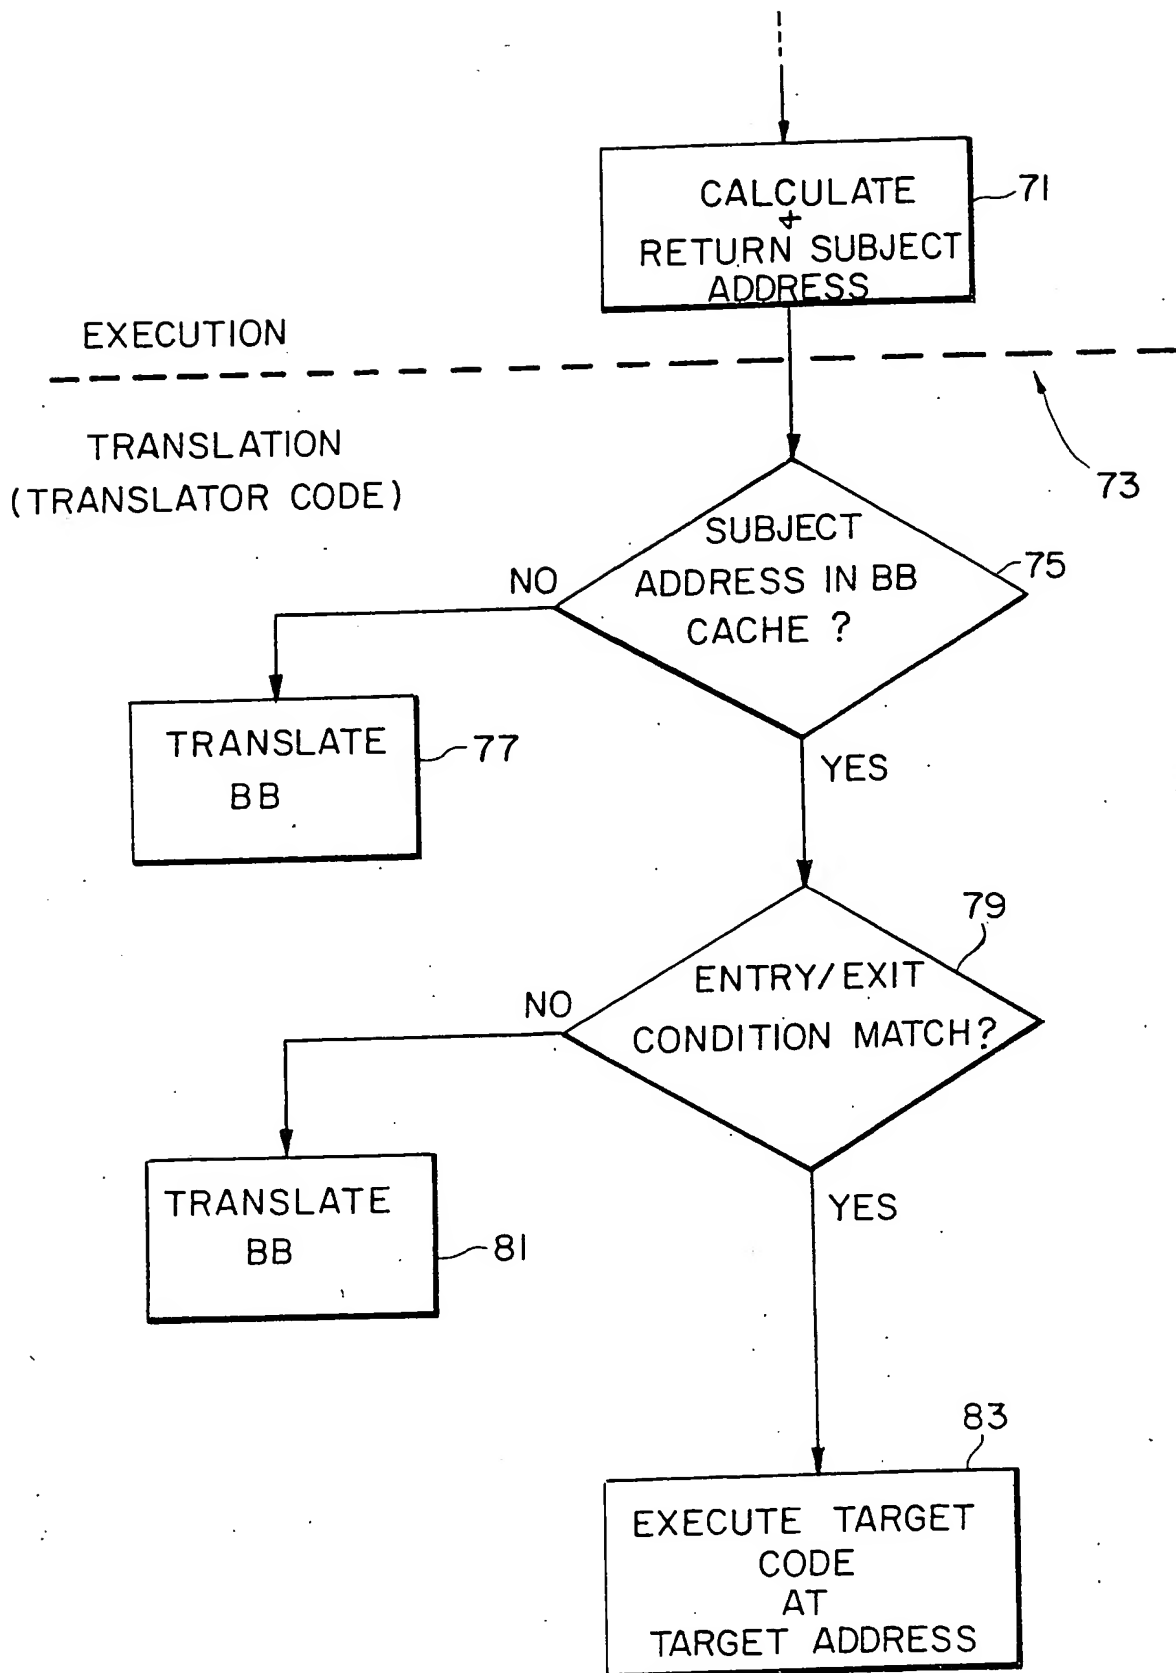 CALCULATE
&
RETURN SUBJECT
ADDRESS
71
EXECUTION
TRANSLATION
(TRANSLATOR CODE)
73
SUBJECT
ADDRESS IN BB
CACHE ?
75
NO
YES
TRANSLATE
BB
77
ENTRY/EXIT
CONDITION MATCH?
79
NO
YES
TRANSLATE
BB
81
83
EXECUTE TARGET
CODE
AT
TARGET ADDRESS